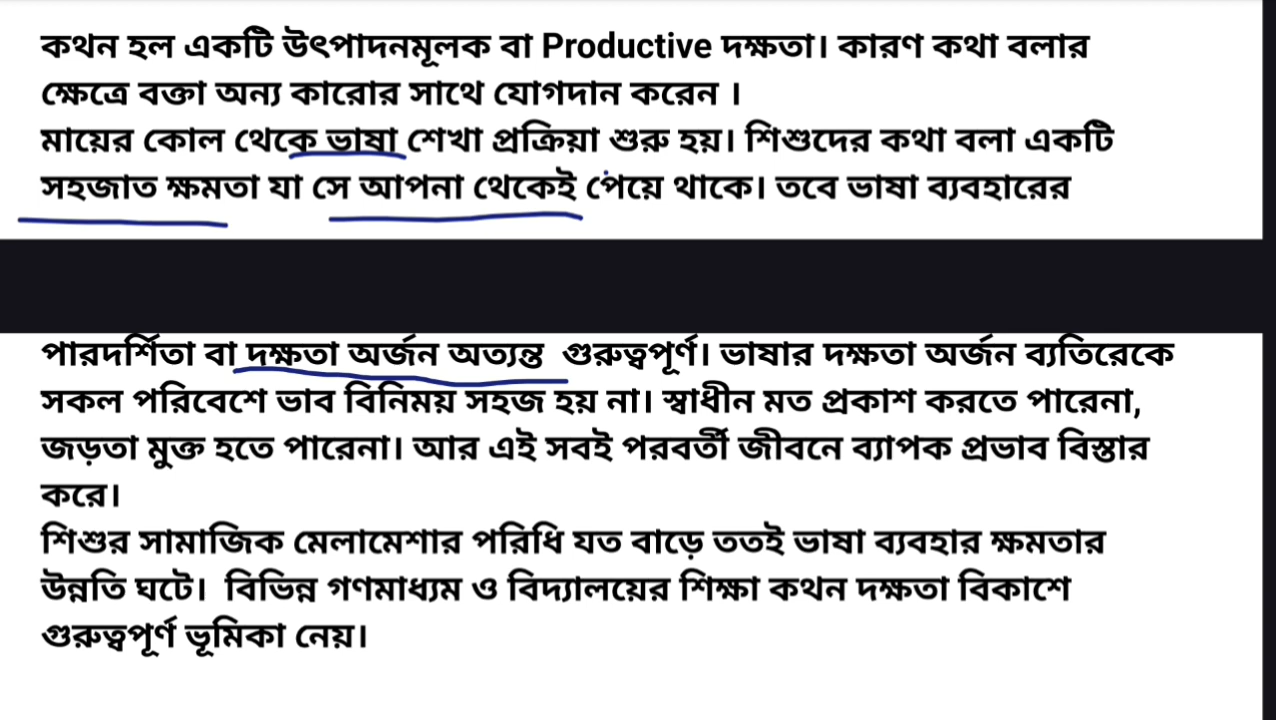 কথন হল একটি উৎপাদনমূলক বা Productive দক্ষতা। কারণ কথা বলার
ক্ষেত্রে বক্তা অন্য কারোর সাথে যোগদান করেন ।
মায়ের কোল থেকে ভাষা শেখা প্রক্রিয়া শুরু হয়। শিশুদের কথা বলা একটি
সহজাত ক্ষমতা যা সে আপনা থেকেই পেয়ে থাকে। তবে ভাষা ব্যবহারের
পারদর্শিতা বা দক্ষতা অর্জন অত্যন্ত গুরুত্বপূর্ণ। ভাষার দক্ষতা অর্জন ব্যতিরেকে
সকল পরিবেশে ভাব বিনিময় সহজ হয় না। স্বাধীন মত প্রকাশ করতে পারেনা,
জড়তা মুক্ত হতে পারেনা। আর এই সবই পরবর্তী জীবনে ব্যাপক প্রভাব বিস্তার
করে।
শিশুর সামাজিক মেলামেশার পরিধি যত বাড়ে ততই ভাষা ব্যবহার ক্ষমতার
উন্নতি ঘটে। বিভিন্ন গণমাধ্যম ও বিদ্যালয়ের শিক্ষা কথন দক্ষতা বিকাশে
গুরুত্বপূর্ণ ভূমিকা নেয়।